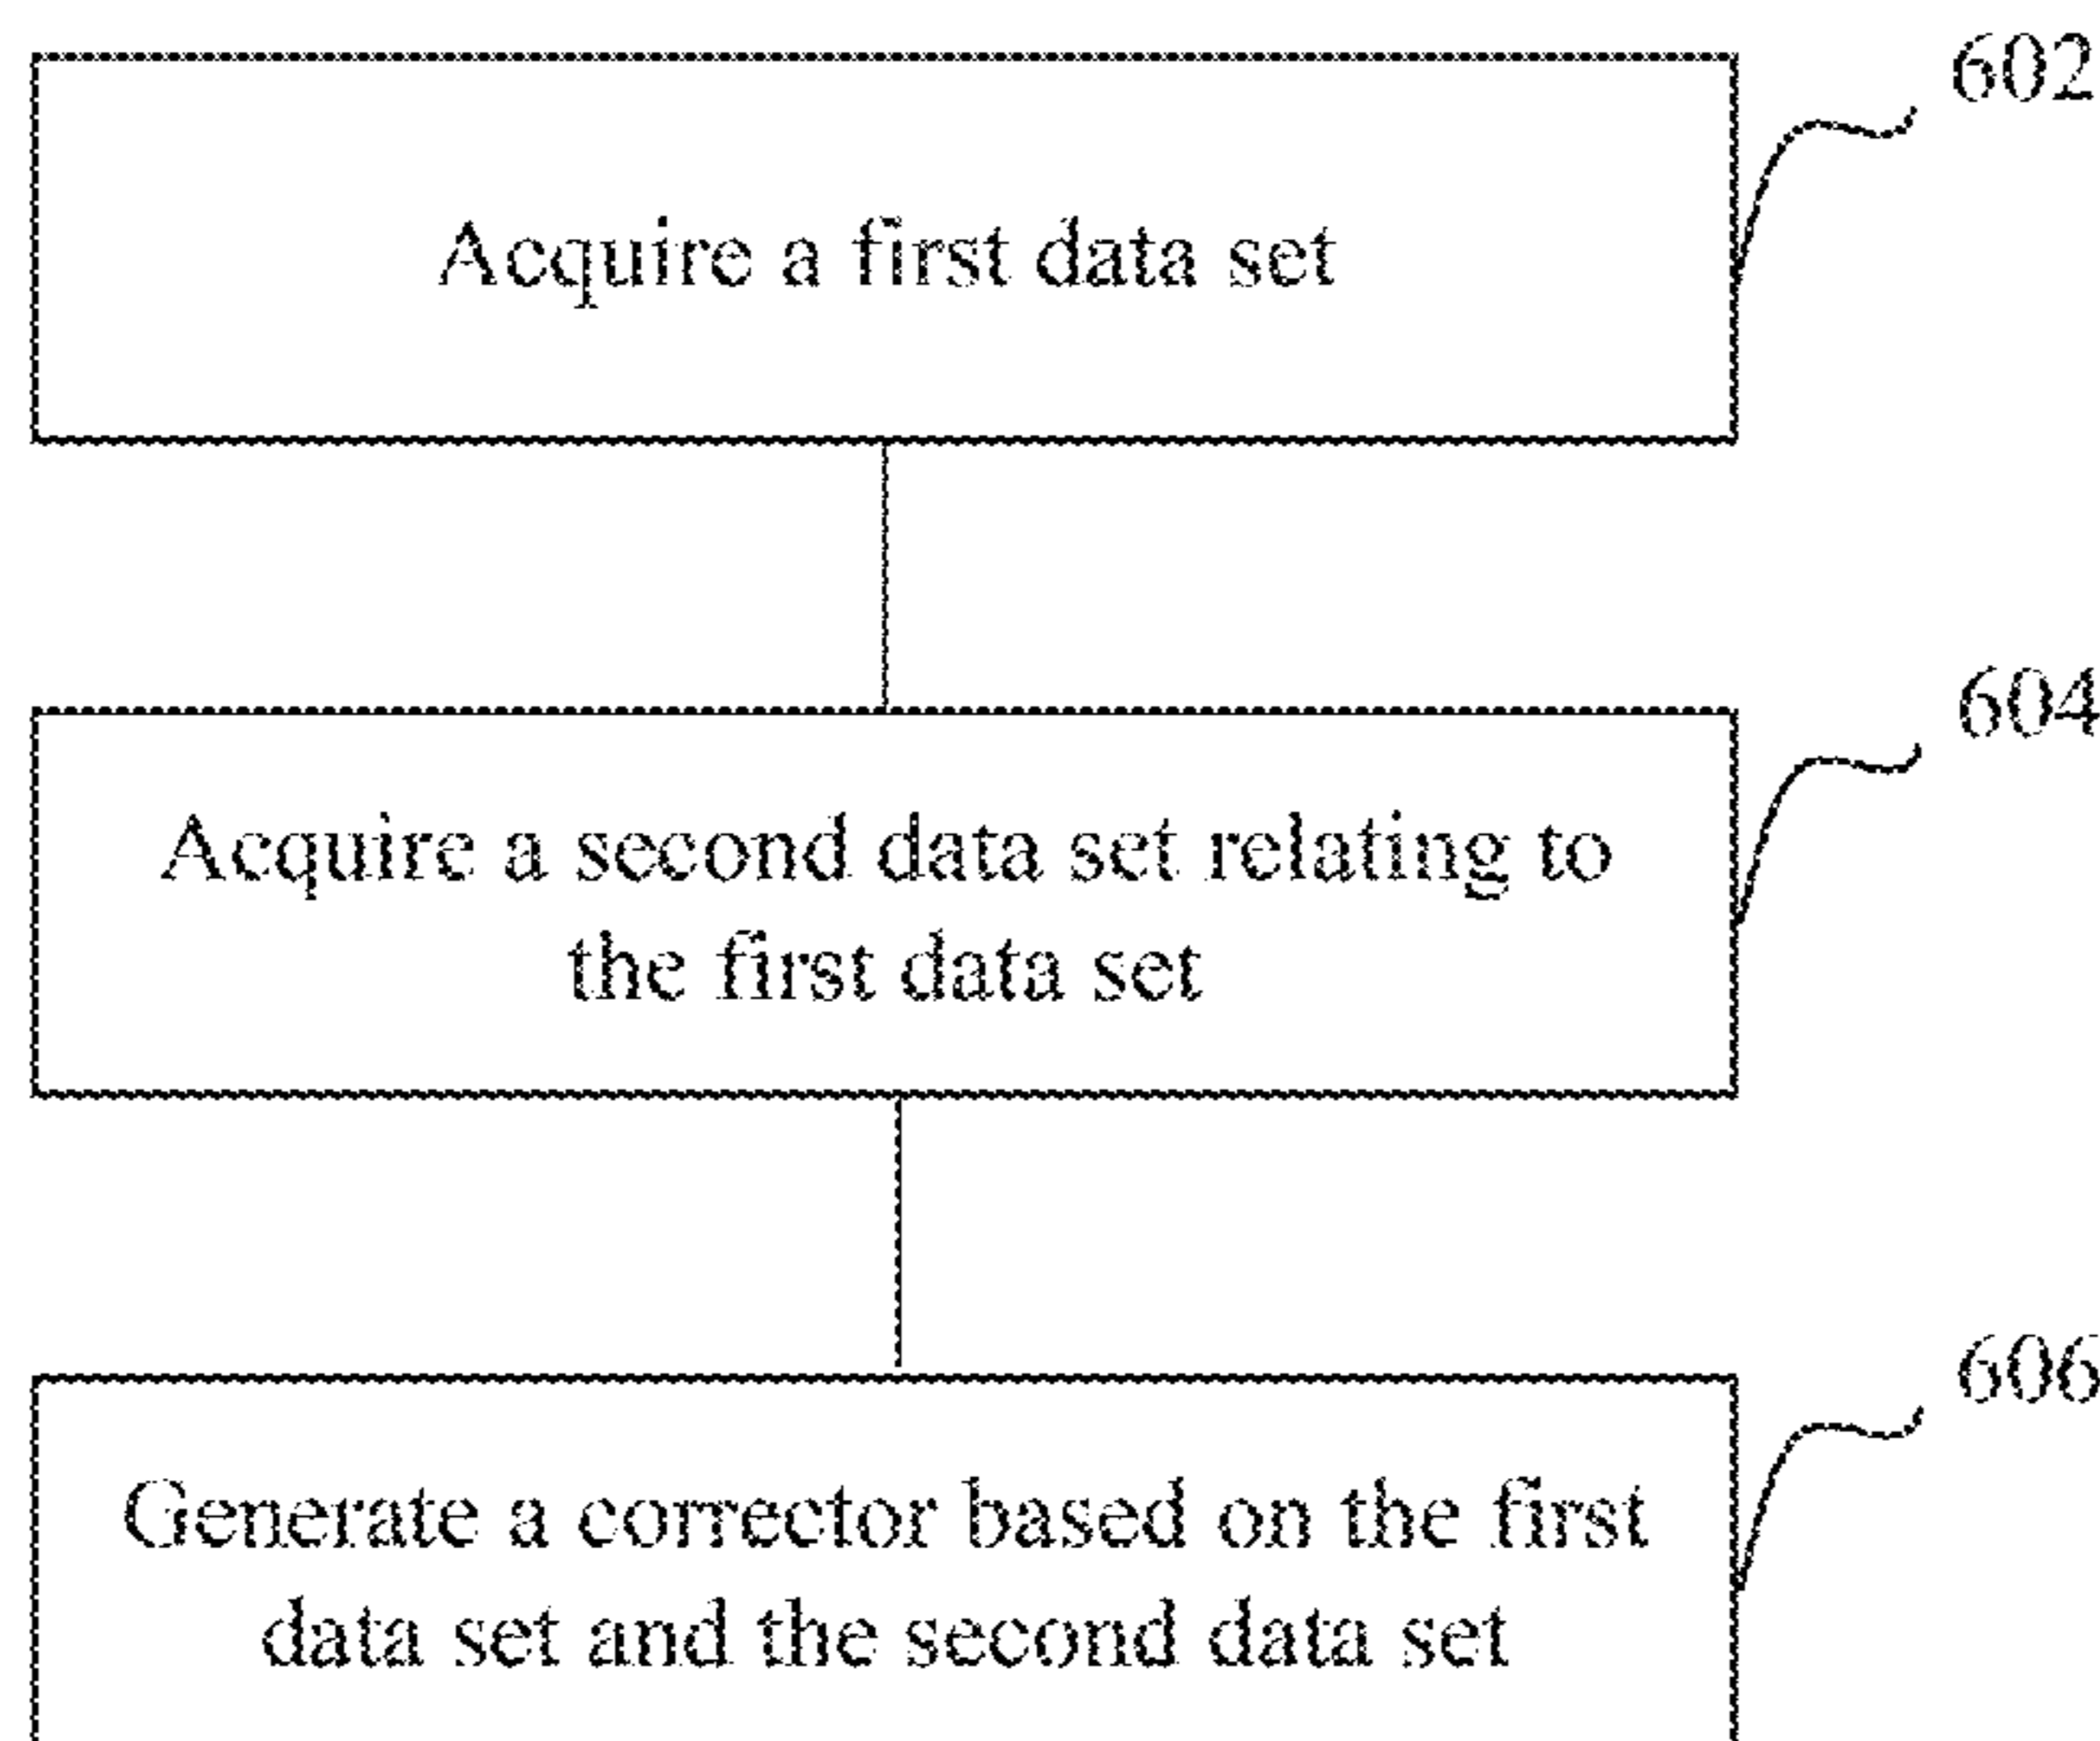 602
Acquire a first data set
604
Acquire a second data set relating to
the first data set
606
Generate a corrector based on the first
data set and the second data set